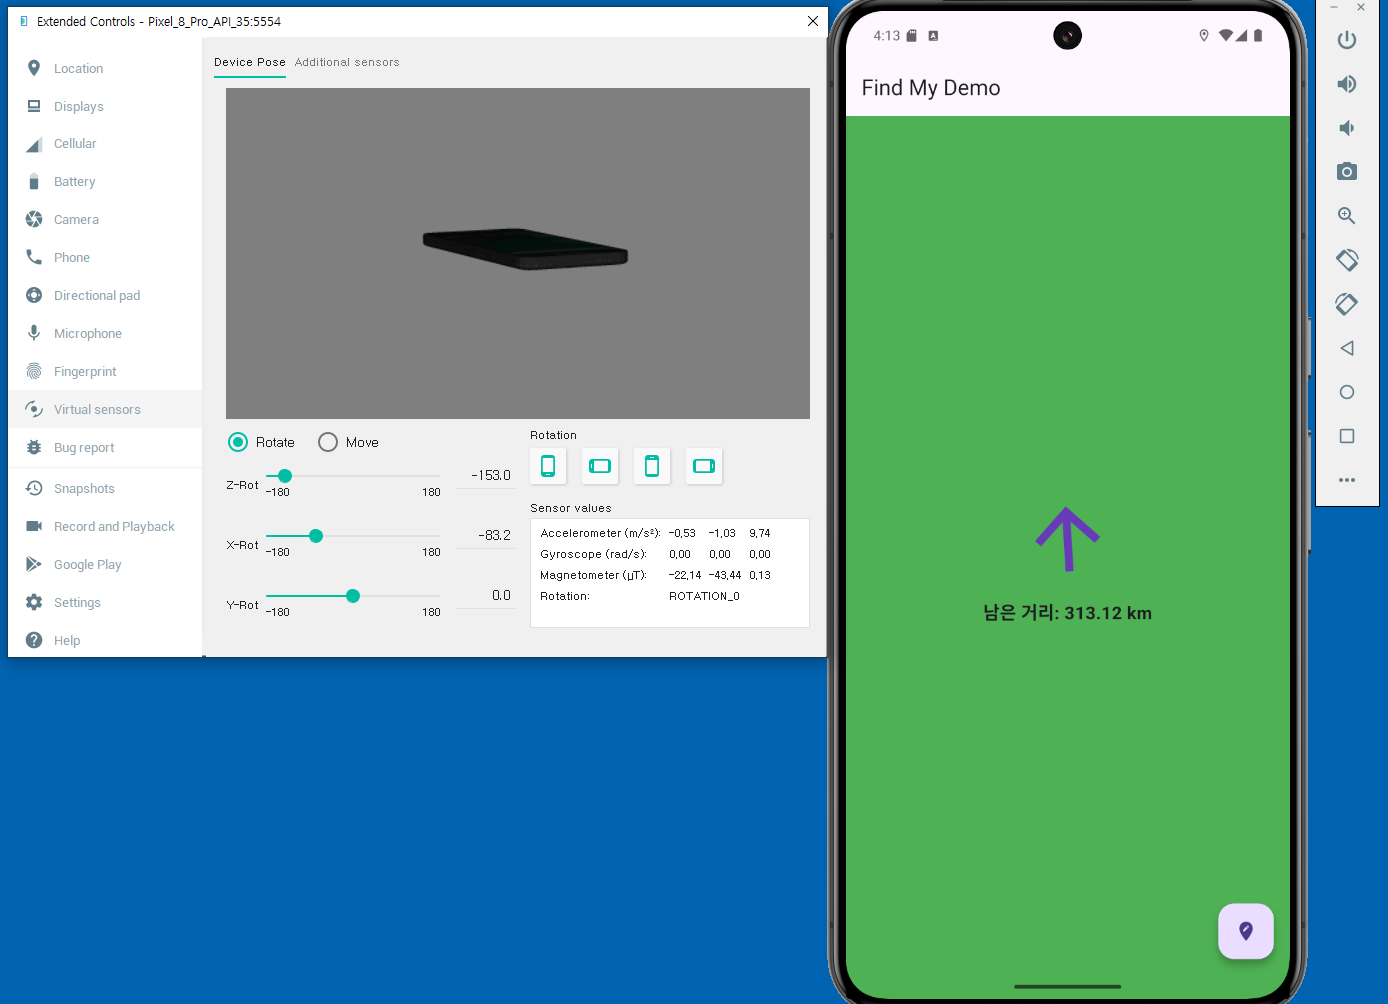 Extended Controls - Pixel_8_Pro_API_35:5554
Location
Displays
Cellular
Battery
Camera
Phone
Directional pad
Microphone
Fingerprint
Virtual sensors
Bug report
Snapshots
Record and Playback
Google Play
Settings
Help
Device Pose Additional sensors
Rotate Move
Z-Rot -153.0
-180 180
X-Rot -83.2
-180 180
Y-Rot 0.0
-180 180
Rotation
Sensor values
Accelerometer (m/s²): -0,53 -1,03 9,74
Gyroscope (rad/s): 0,00 0,00 0,00
Magnetometer (μT): -22,14 -43,44 0,13
Rotation: ROTATION_0
4:13
Find My Demo
남은 거리: 313.12 km